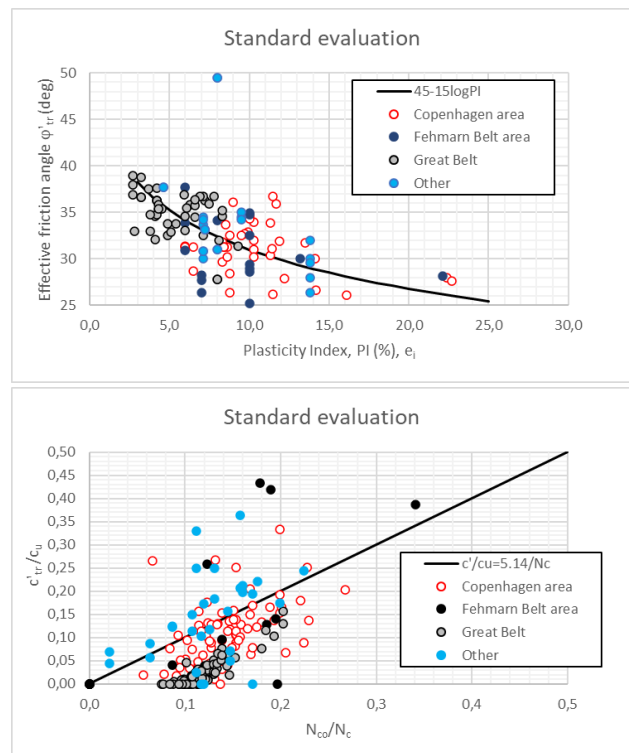 Standard evaluation
50
45
40
35
30
25
Effective friction angle φ'tr (deg)
45-15logPI
Copenhagen area
Fehmarn Belt area
Great Belt
Other
0,0 5,0 10,0 15,0 20,0 25,0 30,0
Plasticity Index, PI (%), ei
Standard evaluation
0,50
0,45
0,40
0,35
0,30
0,25
0,20
0,15
0,10
0,05
0,00
c'tr/cu
c'/cu=5.14/Nc
Copenhagen area
Fehmarn Belt area
Great Belt
Other
0,0 0,1 0,2 0,3 0,4 0,5
Nco/Nc